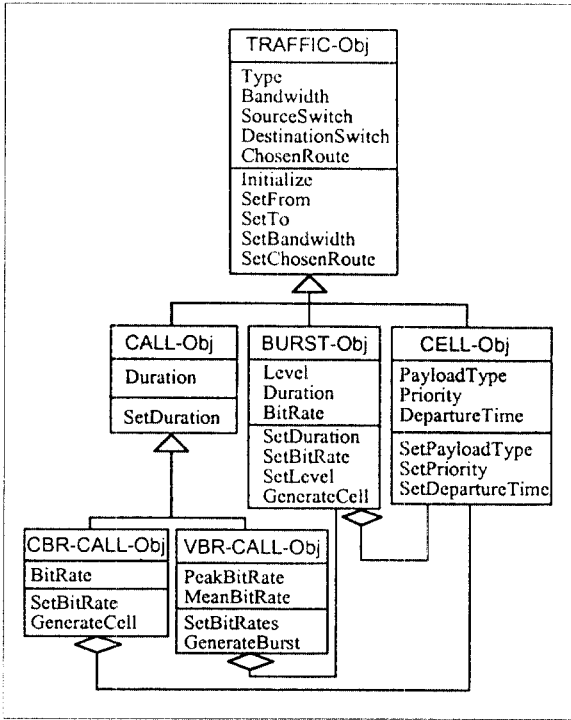 TRAFFIC-Obj
Type
Bandwidth
SourceSwitch
DestinationSwitch
ChosenRoute
Initialize
SetFrom
SetTo
SetBandwidth
SetChosenRoute
CALL-Obj
Duration
SetDuration
BURST-Obj
Level
Duration
BitRate
SetDuration
SetBitRate
SetLevel
GenerateCell
CELL-Obj
PayloadType
Priority
DepartureTime
SetPayloadType
SetPriority
SetDepartureTime
CBR-CALL-Obj
BitRate
SetBitRate
GenerateCell
VBR-CALL-Obj
PeakBitRate
MeanBitRate
SetBitRates
GenerateBurst